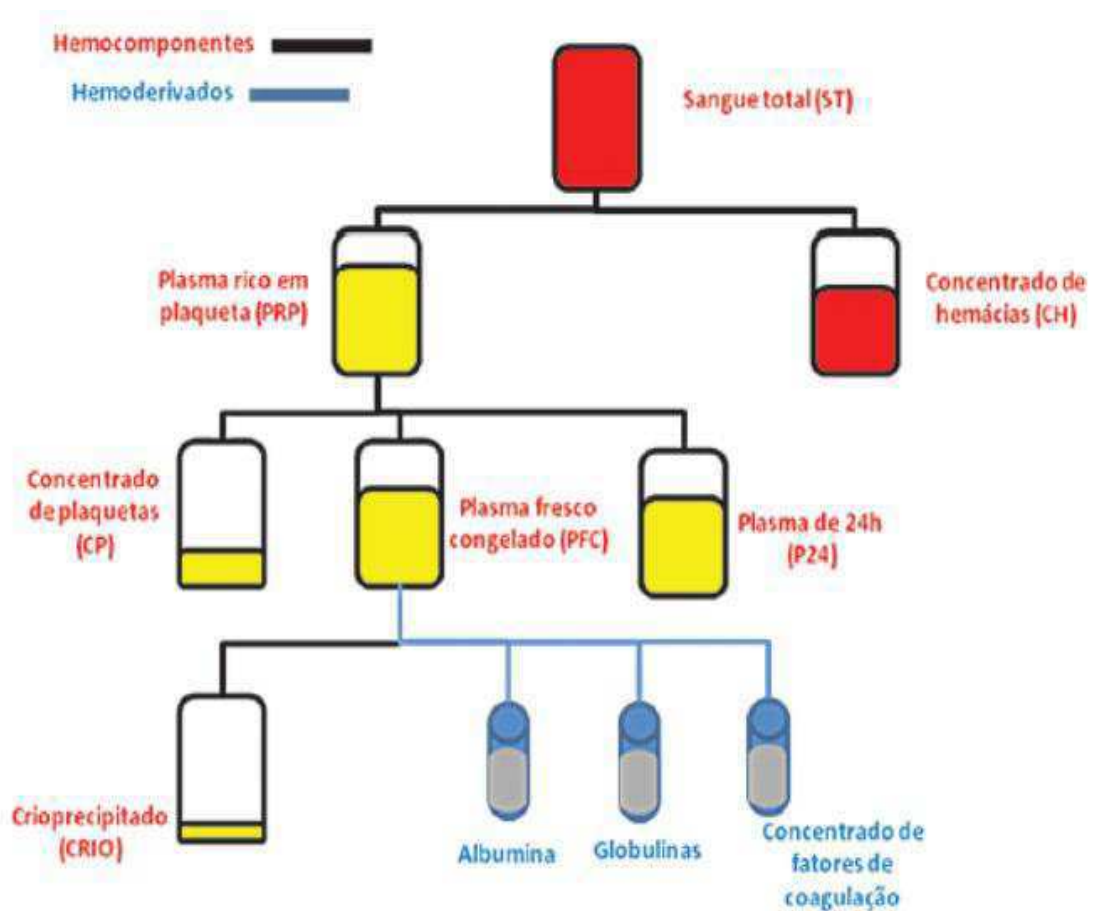 Hemocomponentes
Hemoderivados
Sangue total (ST)
Plasma rico em
plaqueta (PRP)
Concentrado de
hemácias (CH)
Concentrado
de plaquetas
(CP)
Plasma fresco
congelado (PFC)
Plasma de 24h
(P24)
Crioprecipitado
(CRIO)
Albumina
Globulinas
Concentrado de
fatores de
coagulação